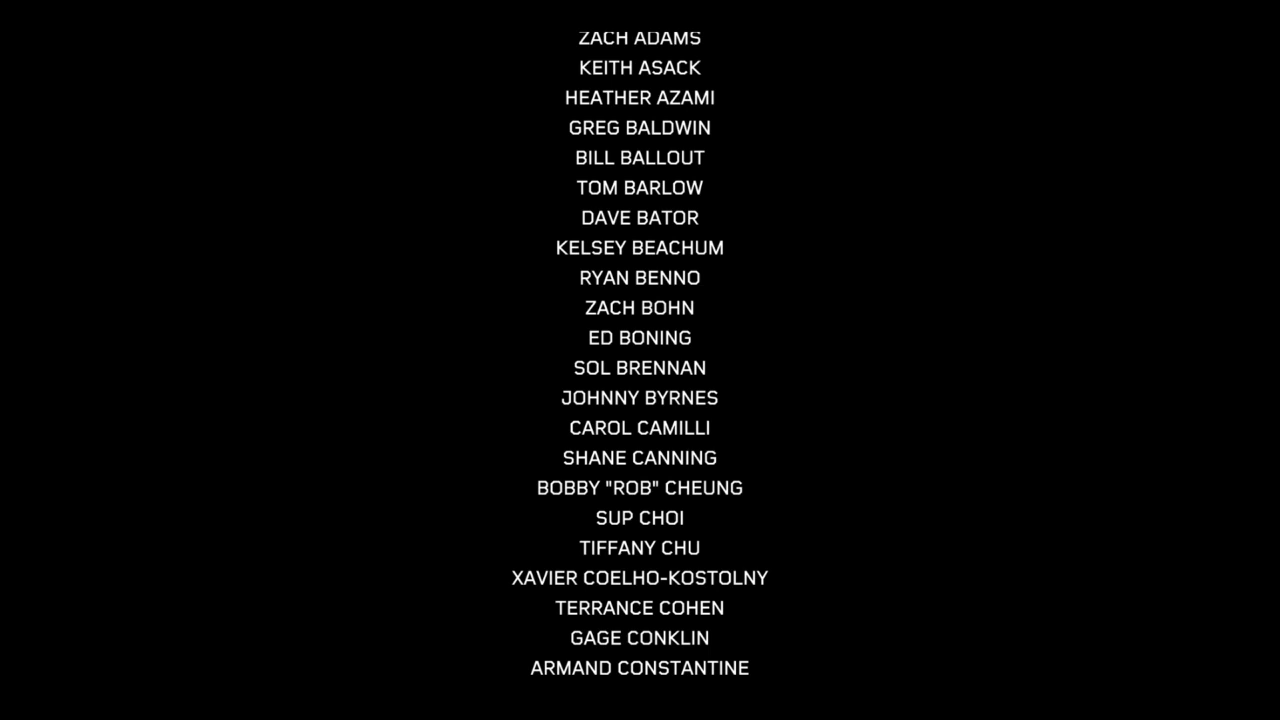 ZACH ADAMS
KEITH ASACK
HEATHER AZAMI
GREG BALDWIN
BILL BALLOUT
TOM BARLOW
DAVE BATOR
KELSEY BEACHUM
RYAN BENNO
ZACH BOHN
ED BONING
SOL BRENNAN
JOHNNY BYRNES
CAROL CAMILLI
SHANE CANNING
BOBBY "ROB" CHEUNG
SUP CHOI
TIFFANY CHU
XAVIER COELHO-KOSTOLNY
TERRANCE COHEN
GAGE CONKLIN
ARMAND CONSTANTINE